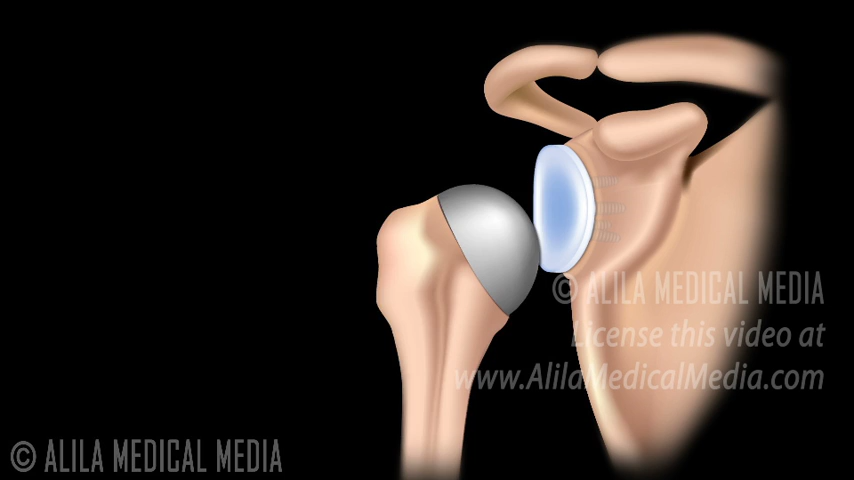 © ALILA MEDICAL MEDIA
License this video at
www.AlilaMedicalMedia.com
© ALILA MEDICAL MEDIA